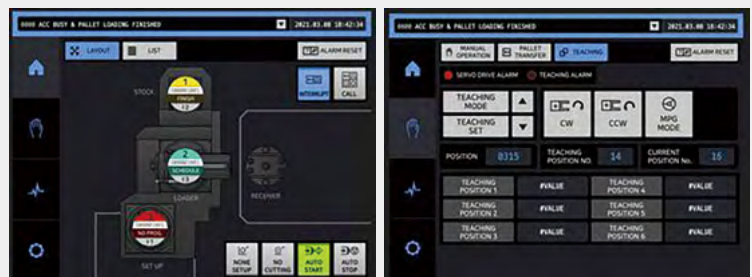 0000 ACC BUSY & PALLET LOADING FINISHED
2021.03.08 18:42:34
LAYOUT
LIST
ALARM RESET
STOCK
1
FINISH
INTERRUPT
CALL
2
SCHEDULE
LOADER
RECEIVER
NO PROG.
SET UP
NONE
SETUP
NO
CUTTING
AUTO
START
AUTO
STOP
0000 ACC BUSY & PALLET LOADING FINISHED
2021.03.08 18:42:34
MANUAL
OPERATION
PALLET
TRANSFER
TEACHING
ALARM RESET
SERVO DRIVE ALARM
TEACHING ALARM
TEACHING
MODE
TEACHING
SET
CW
CCW
MPG
MODE
POSITION 0315
TEACHING
POSITION NO. 14
CURRENT
POSITION No. 16
TEACHING
POSITION 1
#VALUE
TEACHING
POSITION 4
#VALUE
TEACHING
POSITION 2
#VALUE
TEACHING
POSITION 5
#VALUE
TEACHING
POSITION 3
#VALUE
TEACHING
POSITION 6
#VALUE